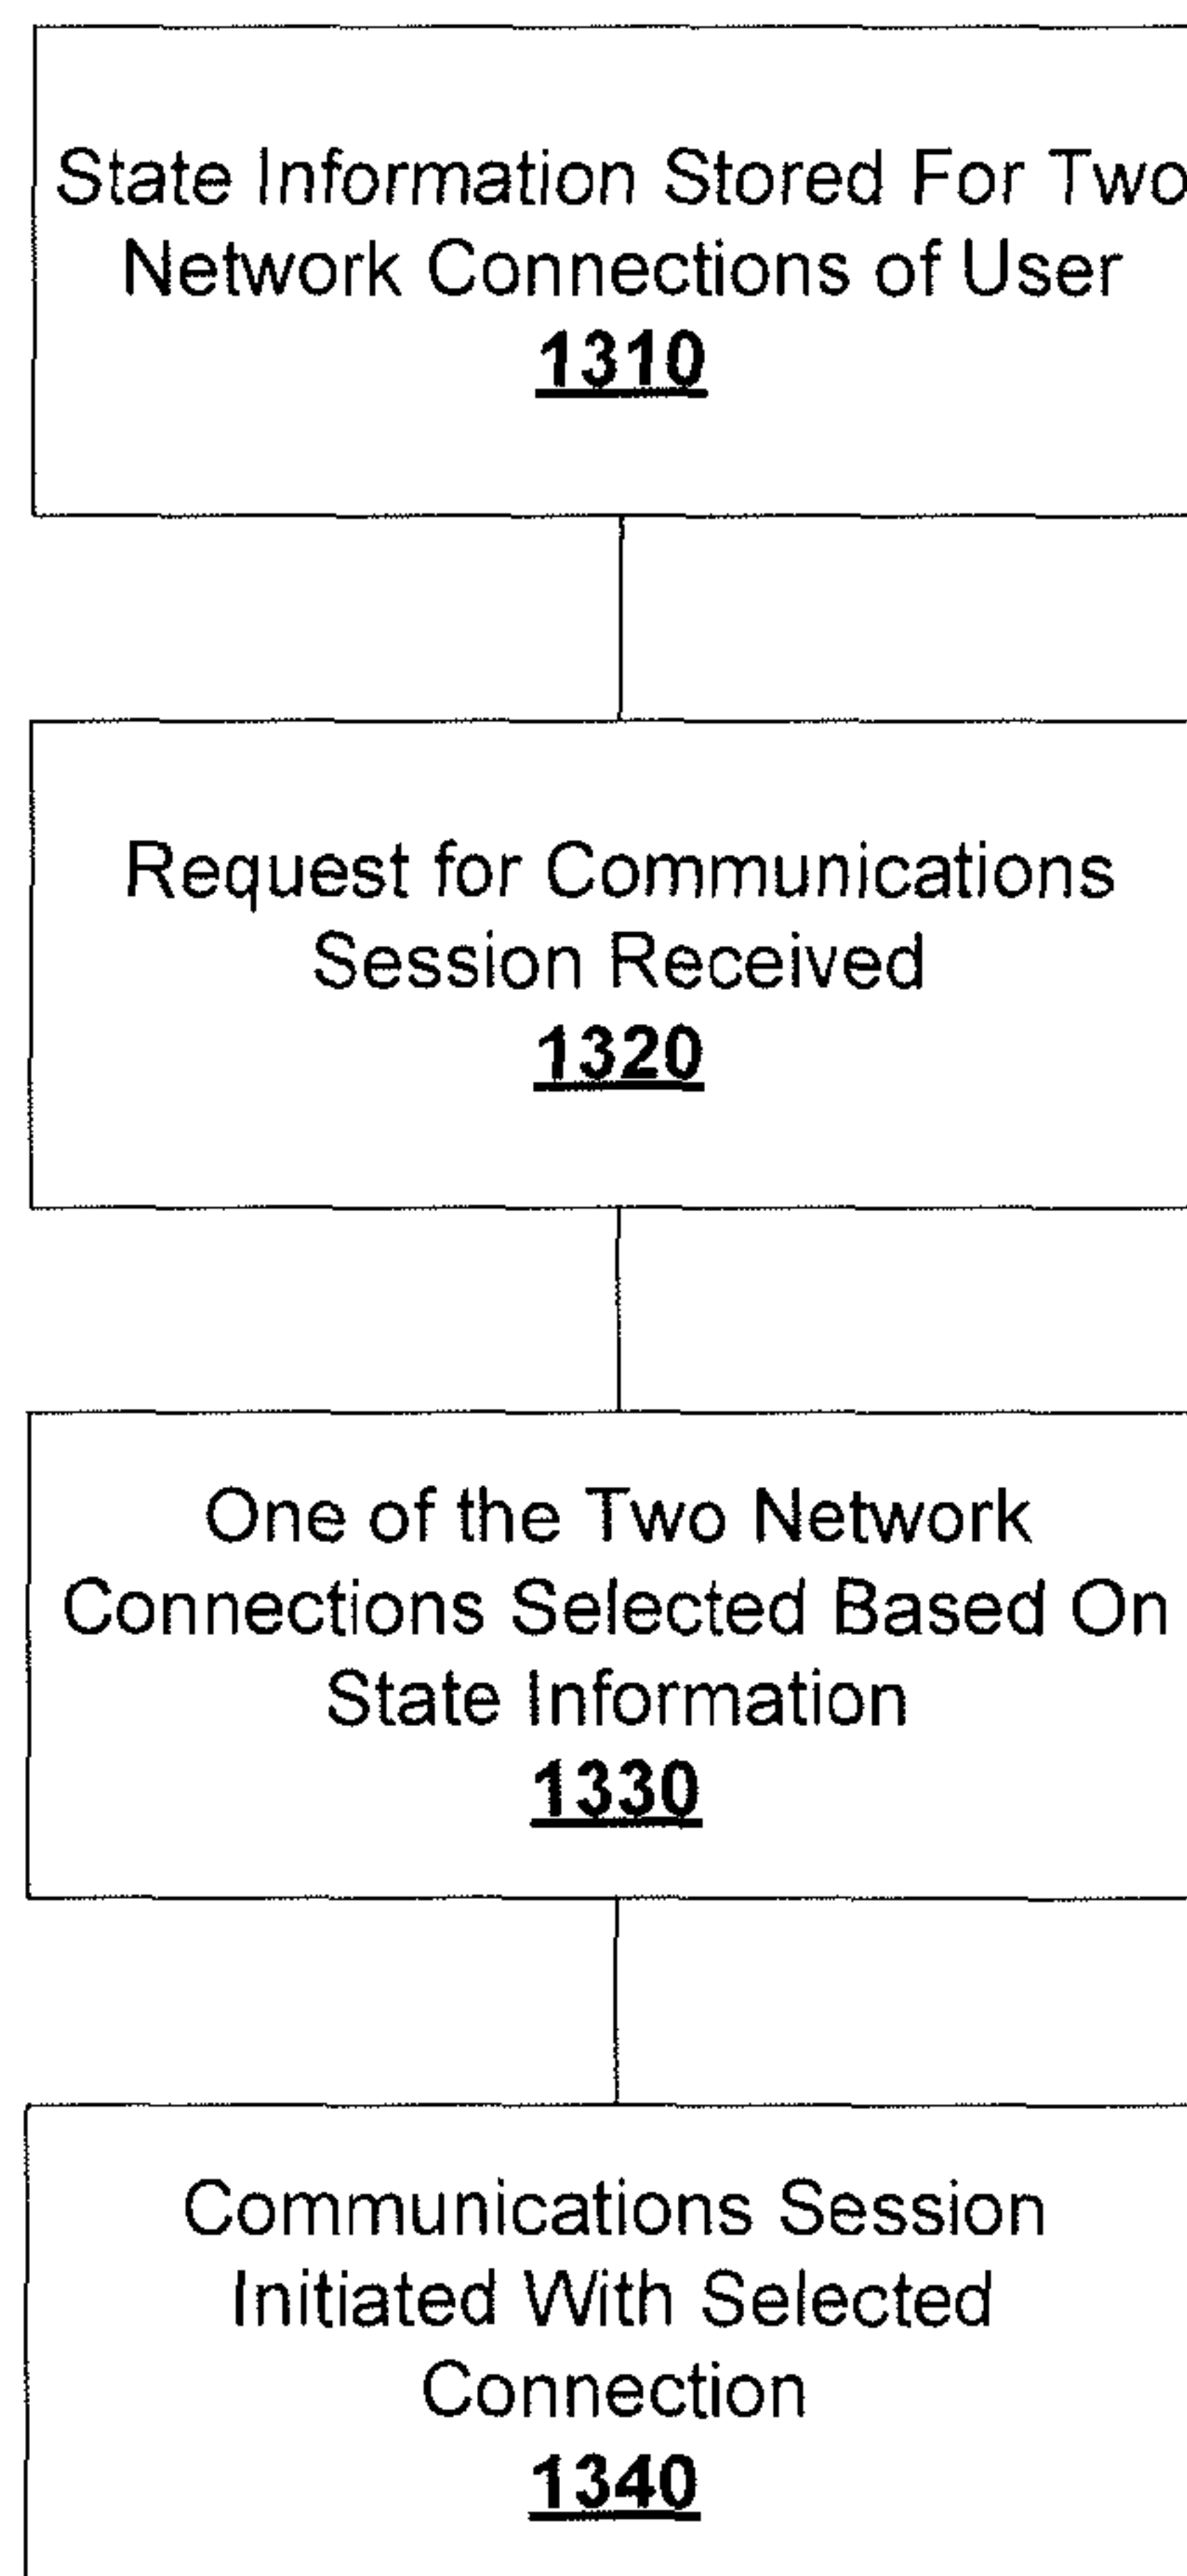 State Information Stored For Two
Network Connections of User
1310
Request for Communications
Session Received
1320
One of the Two Network
Connections Selected Based On
State Information
1330
Communications Session
Initiated With Selected
Connection
1340